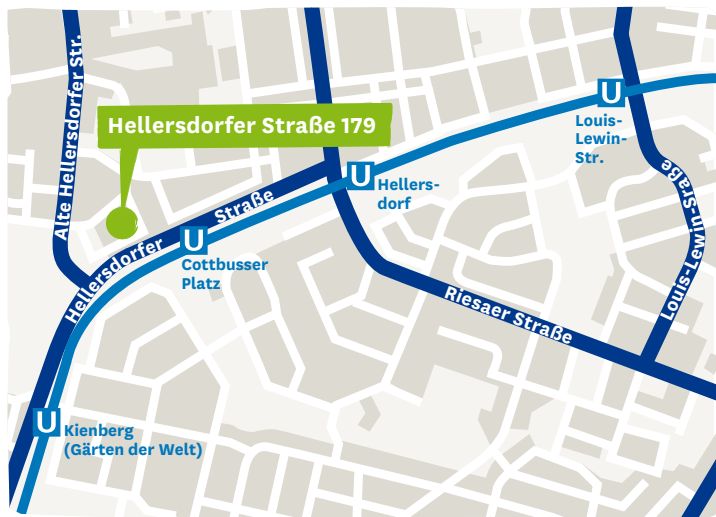 Alte Hellersdorfer Str.
Hellersdorfer Straße 179
U
Louis-
Lewin-
Str.
Louis-Lewin-Straße
U
Hellers-
dorf
Hellersdorfer Straße
U
Cottbusser
Platz
Riesaer Straße
U
Kienberg
(Gärten der Welt)